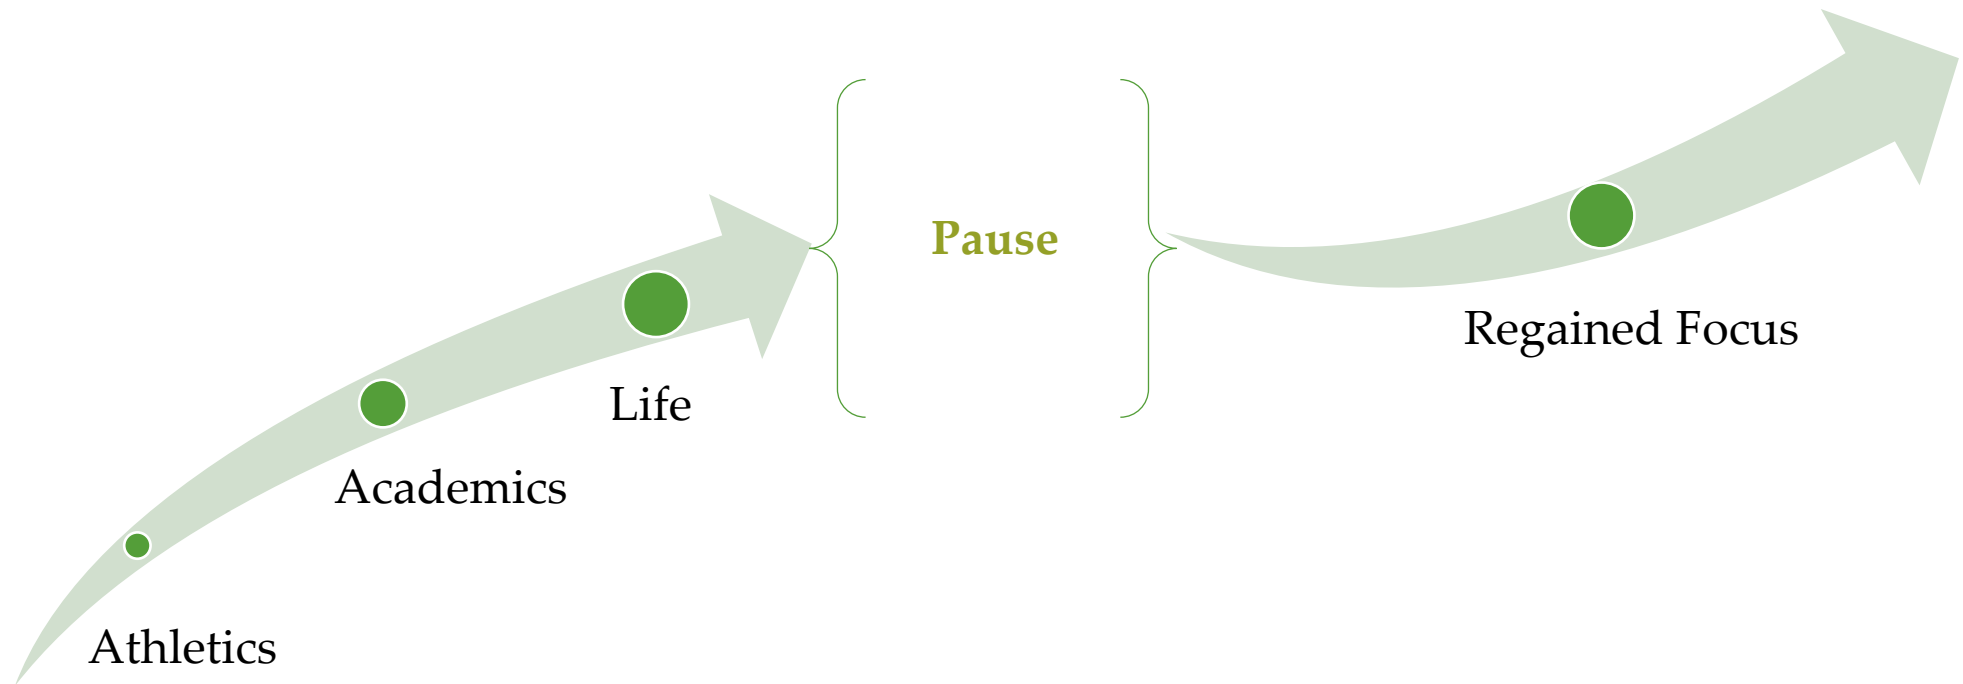 Athletics
Academics
Life
Pause
Regained Focus